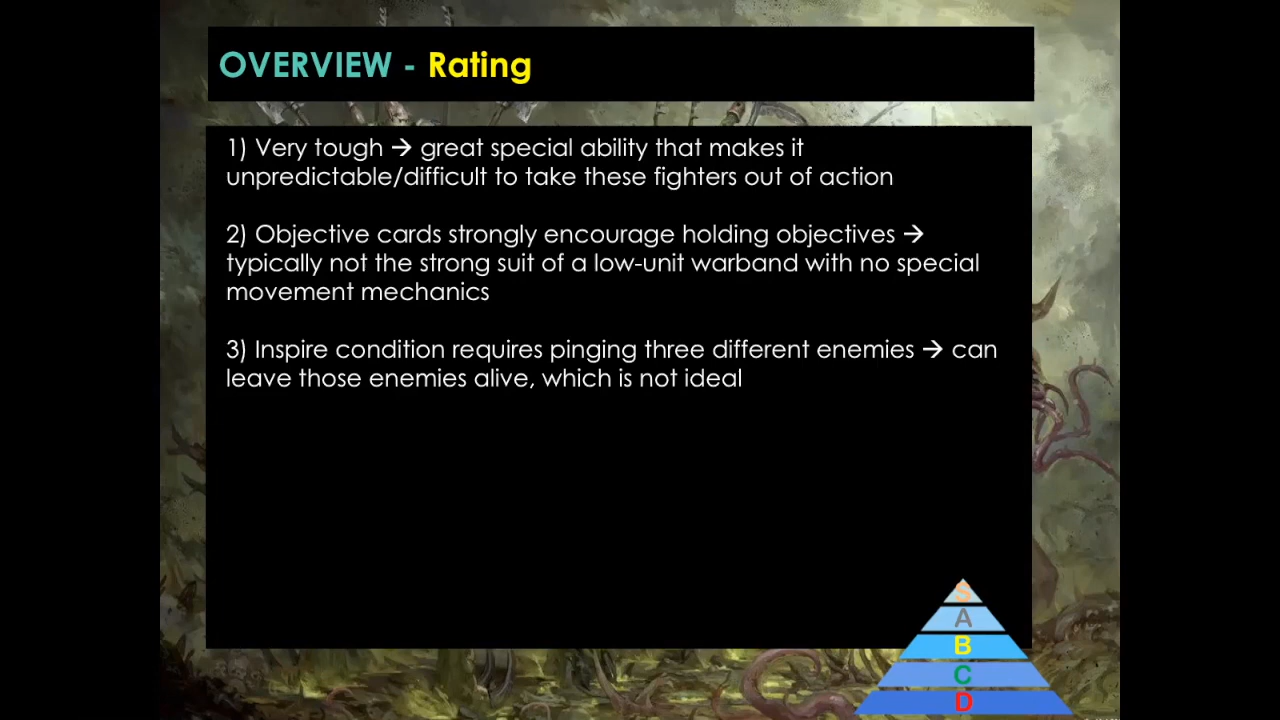 OVERVIEW - Rating
1) Very tough → great special ability that makes it
unpredictable/difficult to take these fighters out of action
2) Objective cards strongly encourage holding objectives →
typically not the strong suit of a low-unit warband with no special
movement mechanics
3) Inspire condition requires pinging three different enemies → can
leave those enemies alive, which is not ideal
S
A
B
C
D